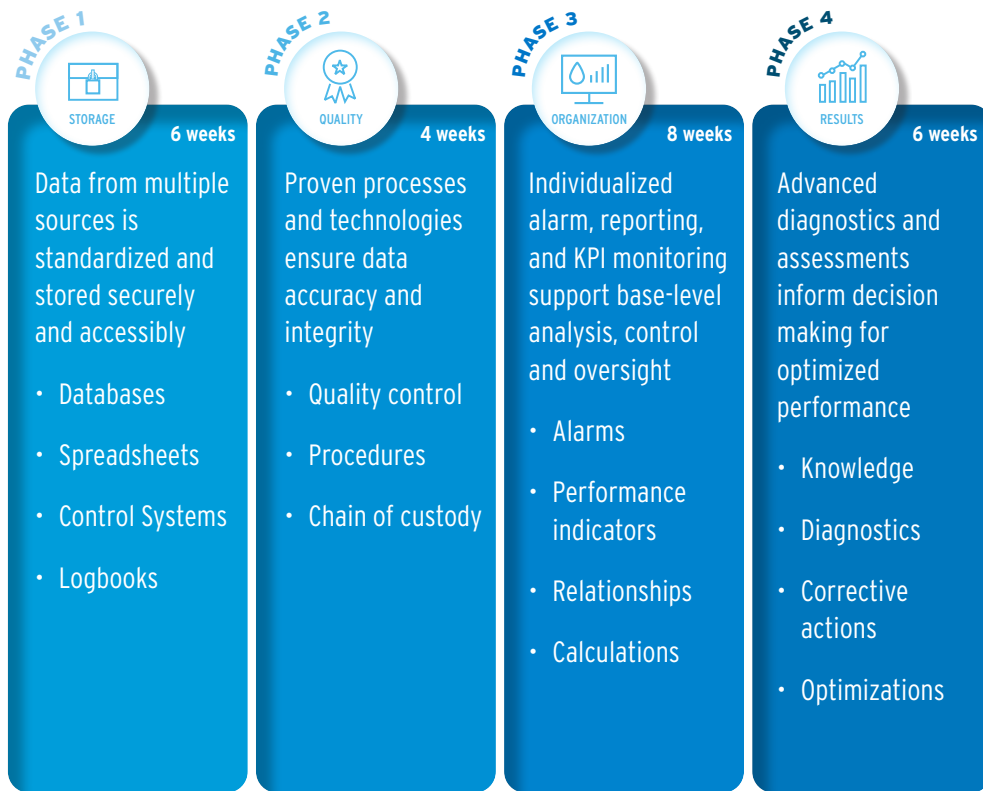 PHASE 1
STORAGE
6 weeks
Data from multiple
sources is
standardized and
stored securely
and accessibly
• Databases
• Spreadsheets
• Control Systems
• Logbooks
PHASE 2
QUALITY
4 weeks
Proven processes
and technologies
ensure data
accuracy and
integrity
• Quality control
• Procedures
• Chain of custody
PHASE 3
ORGANIZATION
8 weeks
Individualized
alarm, reporting,
and KPI monitoring
support base-level
analysis, control
and oversight
• Alarms
• Performance
indicators
• Relationships
• Calculations
PHASE 4
RESULTS
6 weeks
Advanced
diagnostics and
assessments
inform decision
making for
optimized
performance
• Knowledge
• Diagnostics
• Corrective
actions
• Optimizations